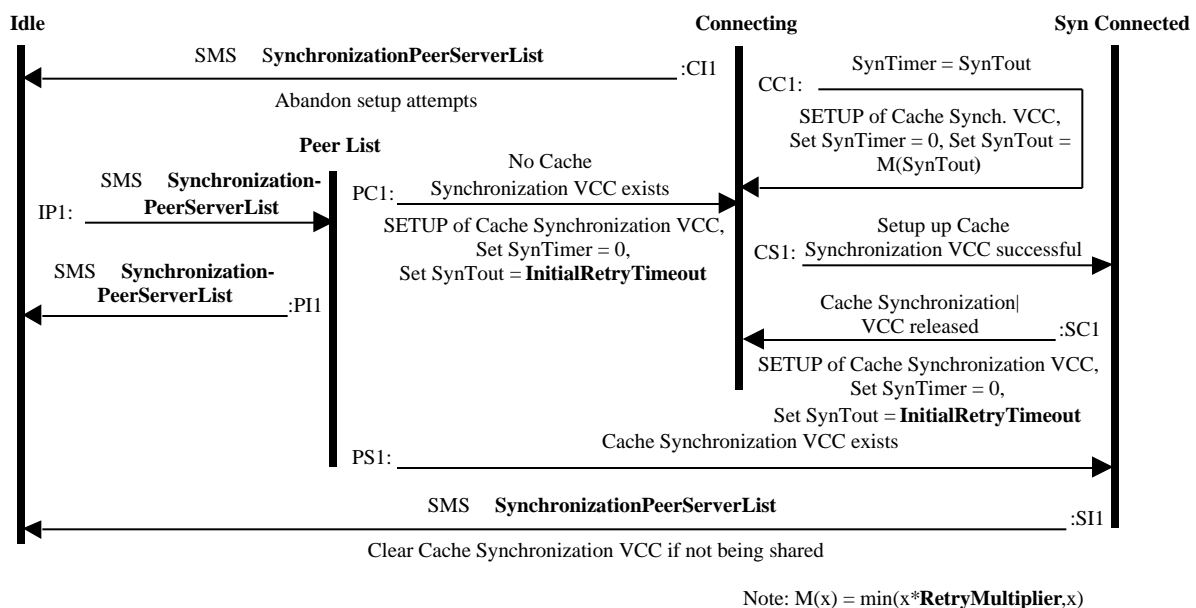 Idle
Connecting
Syn Connected
SMS SynchronizationPeerServerList
:CI1
Abandon setup attempts
CC1:
SynTimer = SynTout
SETUP of Cache Synch. VCC,
Set SynTimer = 0, Set SynTout =
M(SynTout)
Peer List
IP1:
SMS Synchronization-
PeerServerList
PC1:
No Cache
Synchronization VCC exists
SETUP of Cache Synchronization VCC,
Set SynTimer = 0,
Set SynTout = InitialRetryTimeout
CS1:
Setup up Cache
Synchronization VCC successful
SMS Synchronization-
PeerServerList
:PI1
Cache Synchronization|
VCC released
:SC1
SETUP of Cache Synchronization VCC,
Set SynTimer = 0,
Set SynTout = InitialRetryTimeout
PS1:
Cache Synchronization VCC exists
SMS SynchronizationPeerServerList
:SI1
Clear Cache Synchronization VCC if not being shared
Note: M(x) = min(x*RetryMultiplier,x)